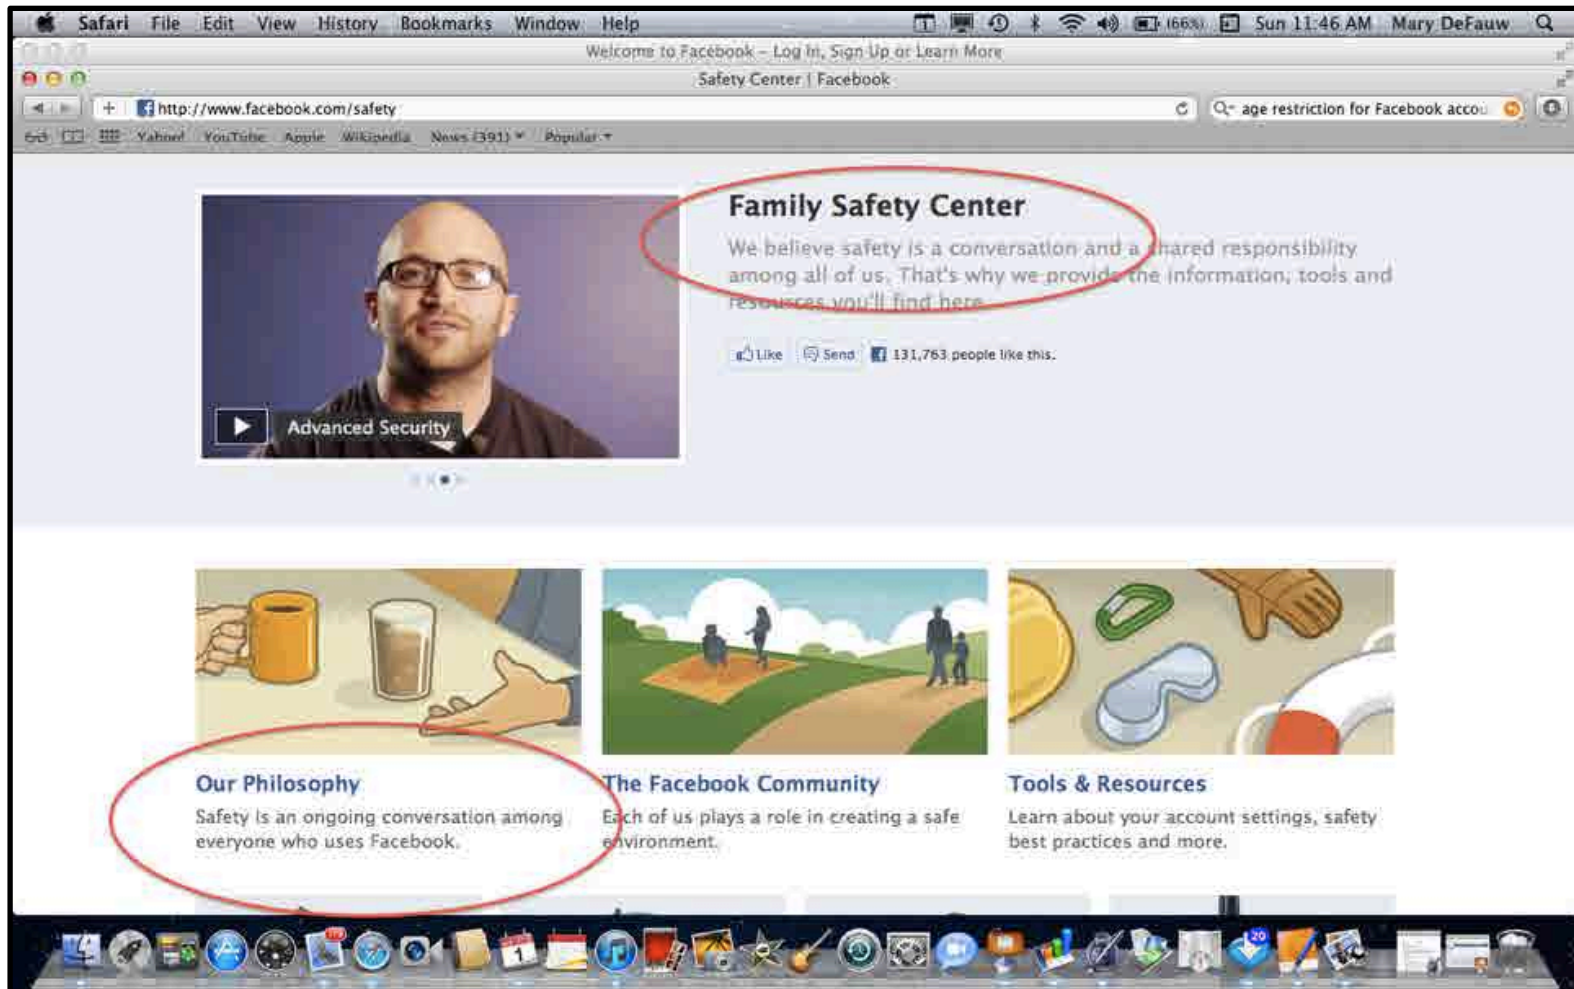 Safari File Edit View History Bookmarks Window Help (66%) Sun 11:46 AM Mary DeFauw
Welcome to Facebook – Log In, Sign Up or Learn More
Safety Center | Facebook
http://www.facebook.com/safety age restriction for Facebook accou
Yahoo! YouTube Apple Wikipedia News (391) Popular
Family Safety Center
We believe safety is a conversation and a shared responsibility
among all of us. That's why we provide the information, tools and
resources you'll find here.
Like Send 131,763 people like this.
Advanced Security
Our Philosophy
Safety is an ongoing conversation among
everyone who uses Facebook.
The Facebook Community
Each of us plays a role in creating a safe
environment.
Tools & Resources
Learn about your account settings, safety
best practices and more.
1
20